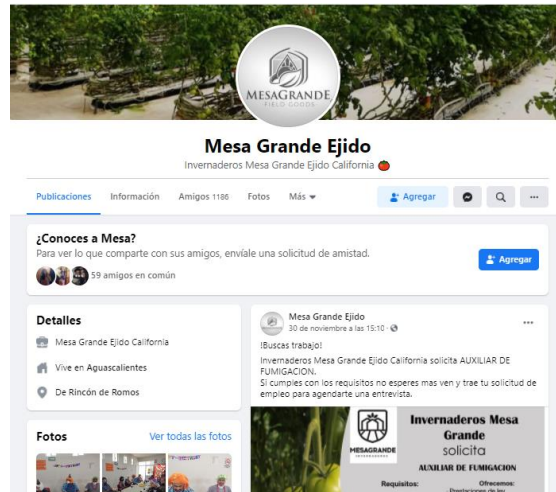 MESAGRANDE
FIELD GOODS
Mesa Grande Ejido
Invernaderos Mesa Grande Ejido California
Publicaciones Información Amigos 1186 Fotos Más Agregar
¿Conoces a Mesa?
Para ver lo que comparte con sus amigos, envíale una solicitud de amistad.
Agregar
59 amigos en común
Detalles
Mesa Grande Ejido California
Vive en Aguascalientes
De Rincón de Romos
Fotos Ver todas las fotos
Mesa Grande Ejido
30 de noviembre a las 15:10 ·
!Buscas trabajo!
Invernaderos Mesa Grande Ejido California solicita AUXILIAR DE
FUMIGACION.
Si cumples con los requisitos no esperes mas ven y trae tu solicitud de
empleo para agendarte una entrevista.
MESAGRANDE
INVERNADEROS
Invernaderos Mesa
Grande
solicita
AUXILIAR DE FUMIGACION
Requisitos: Ofrecemos:
· Prestaciones de ley